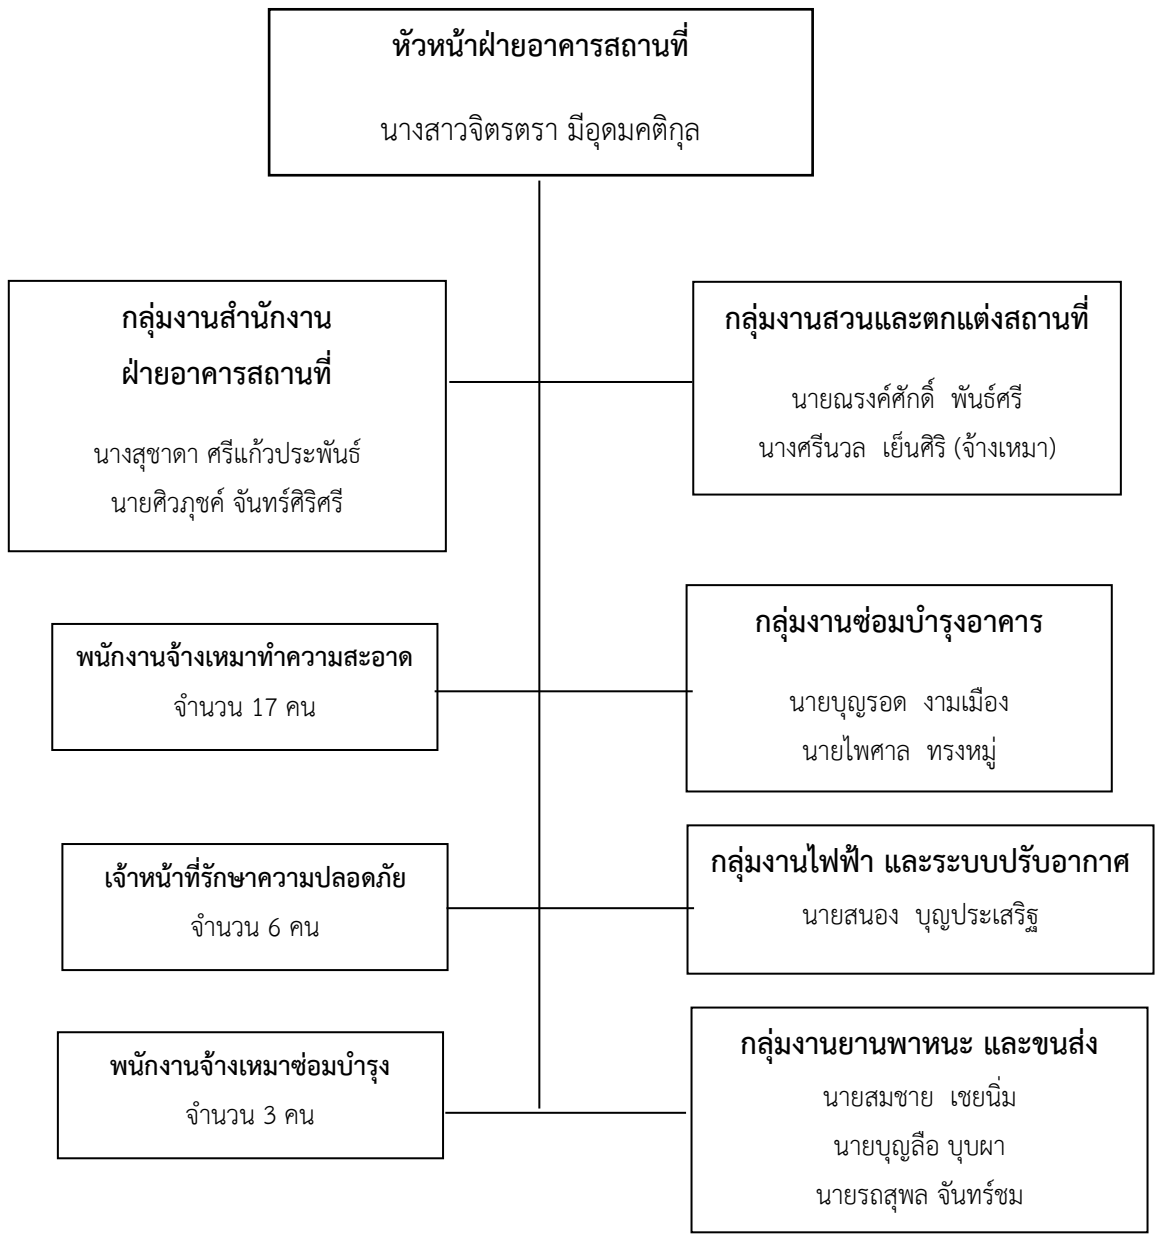 หัวหน้าฝ่ายอาคารสถานที่
นางสาวจิตรตรา มีอุดมคติกุล
กลุ่มงานสำนักงาน
ฝ่ายอาคารสถานที่
นางสุชาดา ศรีแก้วประพันธ์
นายศิวภุชค์ จันทร์ศิริศรี
กลุ่มงานสวนและตกแต่งสถานที่
นายณรงค์ศักดิ์ พันธ์ศรี
นางศรีนวล เย็นศิริ (จ้างเหมา)
พนักงานจ้างเหมาทำความสะอาด
จำนวน 17 คน
กลุ่มงานซ่อมบำรุงอาคาร
นายบุญรอด งามเมือง
นายไพศาล ทรงหมู่
เจ้าหน้าที่รักษาความปลอดภัย
จำนวน 6 คน
กลุ่มงานไฟฟ้า และระบบปรับอากาศ
นายสนอง บุญประเสริฐ
พนักงานจ้างเหมาซ่อมบำรุง
จำนวน 3 คน
กลุ่มงานยานพาหนะ และขนส่ง
นายสมชาย เชยนิ่ม
นายบุญลือ บุบผา
นายรถสุพล จันทร์ชม